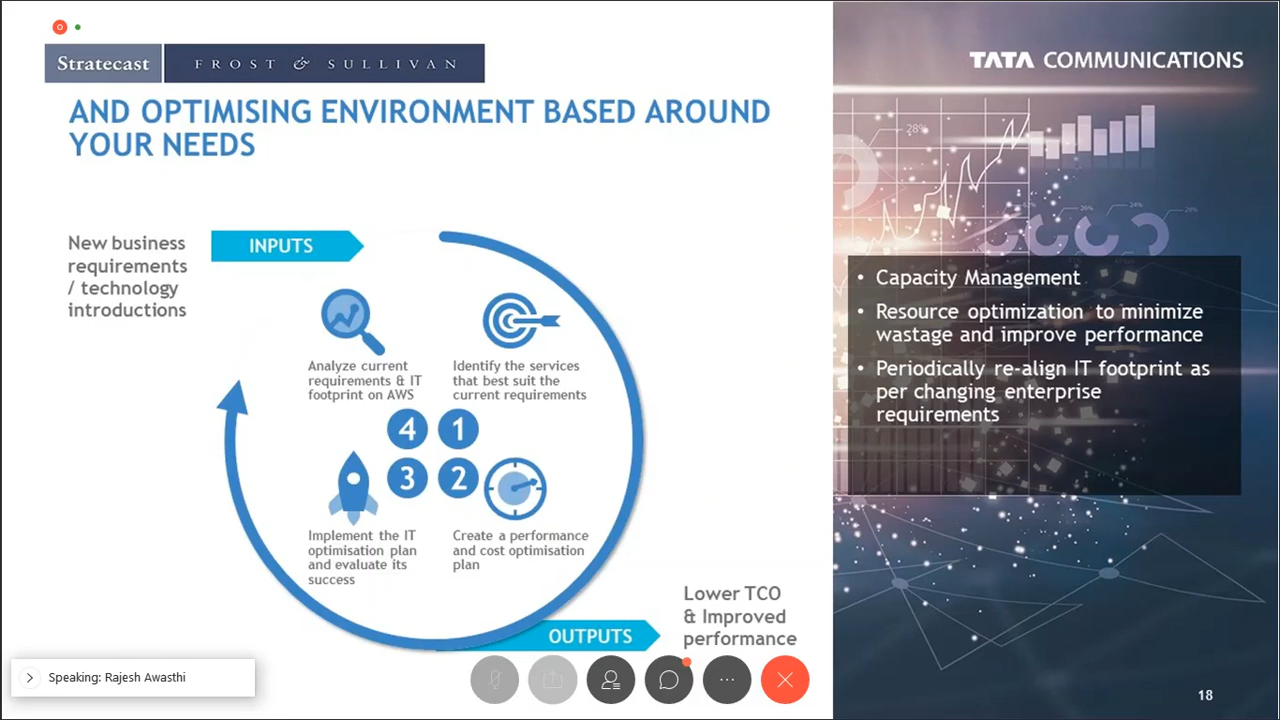 Stratecast FROST & SULLIVAN
TATA COMMUNICATIONS
AND OPTIMISING ENVIRONMENT BASED AROUND
YOUR NEEDS
New business
requirements
/ technology
introductions
INPUTS
Analyze current
requirements & IT
footprint on AWS
Identify the services
that best suit the
current requirements
4 1
3 2
Implement the IT
optimisation plan
and evaluate its
success
Create a performance
and cost optimisation
plan
OUTPUTS
Lower TCO
& Improved
performance
28%
26%
24%
• Capacity Management
• Resource optimization to minimize
wastage and improve performance
• Periodically re-align IT footprint as
per changing enterprise
requirements
Speaking: Rajesh Awasthi
18